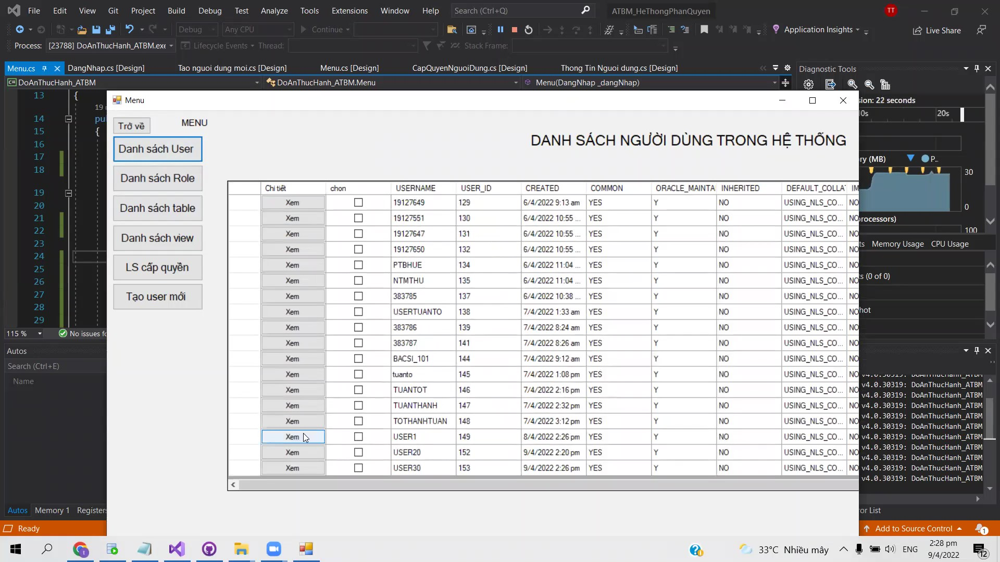 File Edit View Git Project Build Debug Test Analyze Tools Extensions Window Help Search (Ctrl+Q) ATBM_HeThongPhanQuyen TT
Debug Any CPU Continue Application Insights Live Share
Process: [23788] DoAnThucHanh_ATBM.exe Lifecycle Events Thread: Stack Frame:
Menu.cs DangNhap.cs [Design] Tao nguoi dung moi.cs [Design] Menu.cs [Design] CapQuyenNguoiDung.cs [Design] Thong Tin Nguoi dung.cs [Design] Diagnostic Tools
DoAnThucHanh_ATBM DoAnThucHanh_ATBM.Menu Menu(DangNhap _dangNhap)
13 {
14
15 {
16
17
18
19
20
21
22
23
24
25
26
27
28
29
115 % No issues
Autos
Search (Ctrl+E)
Name
Autos Memory 1 Registers
Ready
Menu
Trở về MENU
DANH SÁCH NGƯỜI DÙNG TRONG HỆ THỐNG
Danh sách User
Danh sách Role
Danh sách table
Danh sách view
LS cấp quyền
Tạo user mới
Chi tiết chon USERNAME USER_ID CREATED COMMON ORACLE_MAINTA INHERITED DEFAULT_COLLA IM
Xem 19127649 129 6/4/2022 9:13 am YES Y NO USING_NLS_CO... NO
Xem 19127551 130 6/4/2022 10:55 ... YES Y NO USING_NLS_CO... NO
Xem 19127647 131 6/4/2022 10:55 ... YES Y NO USING_NLS_CO... NO
Xem 19127650 132 6/4/2022 10:55 ... YES Y NO USING_NLS_CO... NO
Xem PTBHUE 134 6/4/2022 11:04 ... YES Y NO USING_NLS_CO... NO
Xem NTMTHU 135 6/4/2022 11:04 ... YES Y NO USING_NLS_CO... NO
Xem 383785 137 6/4/2022 10:38 ... YES Y NO USING_NLS_CO... NO
Xem USERTUANTO 138 7/4/2022 1:33 am YES Y NO USING_NLS_CO... NO
Xem 383786 139 7/4/2022 8:24 am YES Y NO USING_NLS_CO... NO
Xem 383787 141 7/4/2022 8:26 am YES Y NO USING_NLS_CO... NO
Xem BACSI_101 144 7/4/2022 9:12 am YES Y NO USING_NLS_CO... NO
Xem tuanto 145 7/4/2022 1:08 pm YES Y NO USING_NLS_CO... NO
Xem TUANTOT 146 7/4/2022 2:16 pm YES Y NO USING_NLS_CO... NO
Xem TUANTHANH 147 7/4/2022 2:32 pm YES Y NO USING_NLS_CO... NO
Xem TOTHANHTUAN 148 7/4/2022 3:12 pm YES Y NO USING_NLS_CO... NO
Xem USER1 149 8/4/2022 2:26 pm YES Y NO USING_NLS_CO... NO
Xem USER20 152 9/4/2022 2:20 pm YES Y NO USING_NLS_CO... NO
Xem USER30 153 9/4/2022 2:26 pm YES Y NO USING_NLS_CO... NO
sion: 22 seconds
0s 20s
ry (MB) P..
30
0
rocessors)
100
ts Memory Usage CPU Usage
s (0 of 0)
hot
v4.0.30319: DoAnThucHanh_ATBM
v4.0.30319: DoAnThucHanh_ATBM
v4.0.30319: DoAnThucHanh_ATBM
v4.0.30319: DoAnThucHanh_ATBM
v4.0.30319: DoAnThucHanh_ATBM
v4.0.30319: DoAnThucHanh_ATBM
v4.0.30319: DoAnThucHanh_ATBM
v4.0.30319: DoAnThucHanh_ATBM
v4.0.30319: DoAnThucHanh_ATBM
v4.0.30319: DoAnThucHanh_ATBM
v4.0.30319: DoAnThucHanh_ATBM
or List
Add to Source Control 1
33°C Nhiều mây ENG 2:28 pm
9/4/2022
12